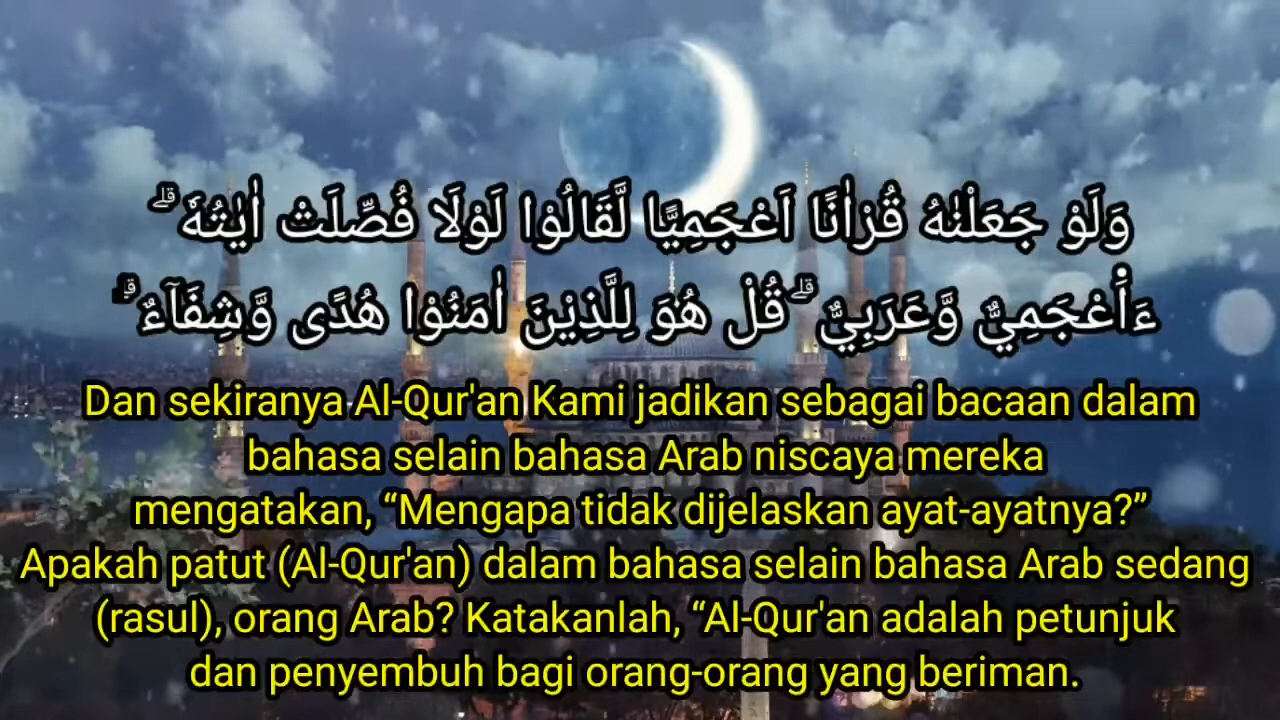 وَلَوْ جَعَلْنٰهُ قُرْاٰنًا اَعْجَمِيًّا لَّقَالُوْا لَوْلَا فُصِّلَتْ اٰيٰتُهٗ ۗ
ءَاَ۬عْجَمِيٌّ وَّعَرَبِيٌّ ۗ قُلْ هُوَ لِلَّذِيْنَ اٰمَنُوْا هُدًى وَّشِفَاۤءٌ ۗ
Dan sekiranya Al-Qur'an Kami jadikan sebagai bacaan dalam
bahasa selain bahasa Arab niscaya mereka
mengatakan, “Mengapa tidak dijelaskan ayat-ayatnya?”
Apakah patut (Al-Qur'an) dalam bahasa selain bahasa Arab sedang
(rasul), orang Arab? Katakanlah, “Al-Qur'an adalah petunjuk
dan penyembuh bagi orang-orang yang beriman.